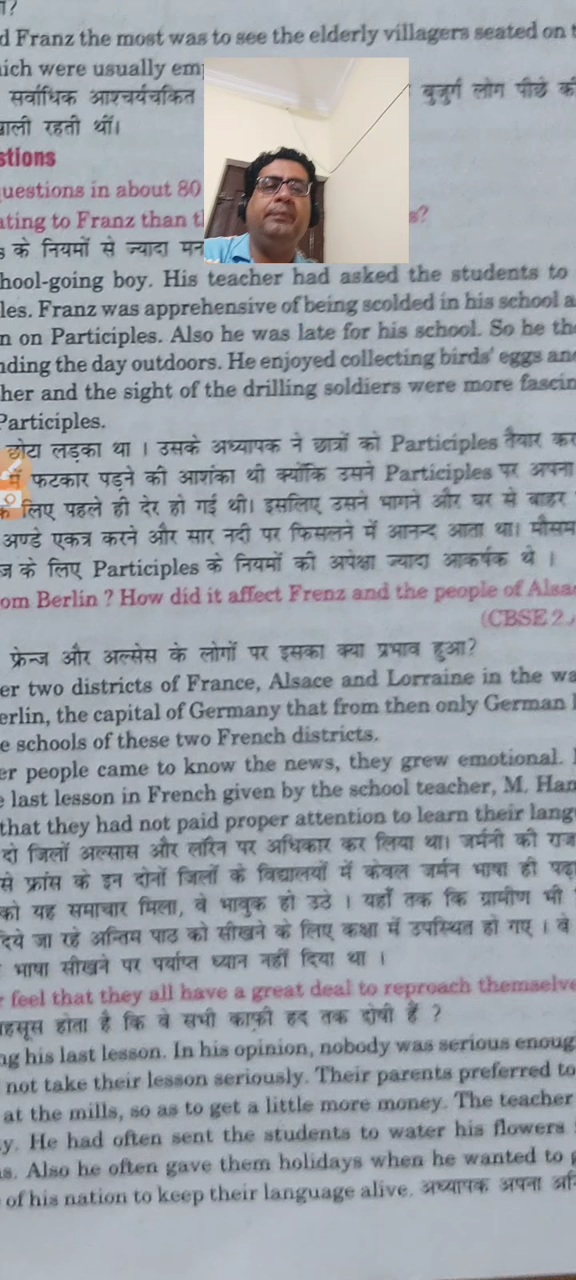 ा?
d Franz the most was to see the elderly villagers seated on t
ich were usually em
सर्वाधिक आश्चर्यचकित बुजुर्ग लोग पीछे की
ाली रहती थीं।
stions
uestions in about 80
ating to Franz than t s?
के नियमों से ज्यादा मन
hool-going boy. His teacher had asked the students to
les. Franz was apprehensive of being scolded in his school a
n on Participles. Also he was late for his school. So he th
nding the day outdoors. He enjoyed collecting birds' eggs an
her and the sight of the drilling soldiers were more fascin
Participles.
छोटा लड़का था । उसके अध्यापक ने छात्रों को Participles तैयार कर
में फटकार पड़ने की आशंका थी क्योंकि उसने Participles पर अपना
के लिए पहले ही देर हो गई थी। इसलिए उसने भागने और घर से बाहर
अण्डे एकत्र करने और सार नदी पर फिसलने में आनन्द आता था। मौसम
ज के लिए Participles के नियमों की अपेक्षा ज्यादा आकर्षक थे ।
om Berlin ? How did it affect Frenz and the people of Alsa
(CBSE 2
फ्रेन्ज और अल्सेस के लोगों पर इसका क्या प्रभाव हुआ?
er two districts of France, Alsace and Lorraine in the wa
erlin, the capital of Germany that from then only German
e schools of these two French districts.
er people came to know the news, they grew emotional.
e last lesson in French given by the school teacher, M. Ham
that they had not paid proper attention to learn their lang
दो जिलों अल्सास और लॉरेन पर अधिकार कर लिया था। जर्मनी की राज
से फ्रांस के इन दोनों जिलों के विद्यालयों में केवल जर्मन भाषा ही पढ़
को यह समाचार मिला, वे भावुक हो उठे । यहाँ तक कि ग्रामीण भी
दिये जा रहे अन्तिम पाठ को सीखने के लिए कक्षा में उपस्थित हो गए । वे
भाषा सीखने पर पर्याप्त ध्यान नहीं दिया था ।
feel that they all have a great deal to reproach themselve
हसूस होता है कि वे सभी काफ़ी हद तक दोषी हैं ?
ng his last lesson. In his opinion, nobody was serious enoug
not take their lesson seriously. Their parents preferred to
at the mills, so as to get a little more money. The teacher
y. He had often sent the students to water his flowers
s. Also he often gave them holidays when he wanted to g
of his nation to keep their language alive. अध्यापक अपना अन्ि